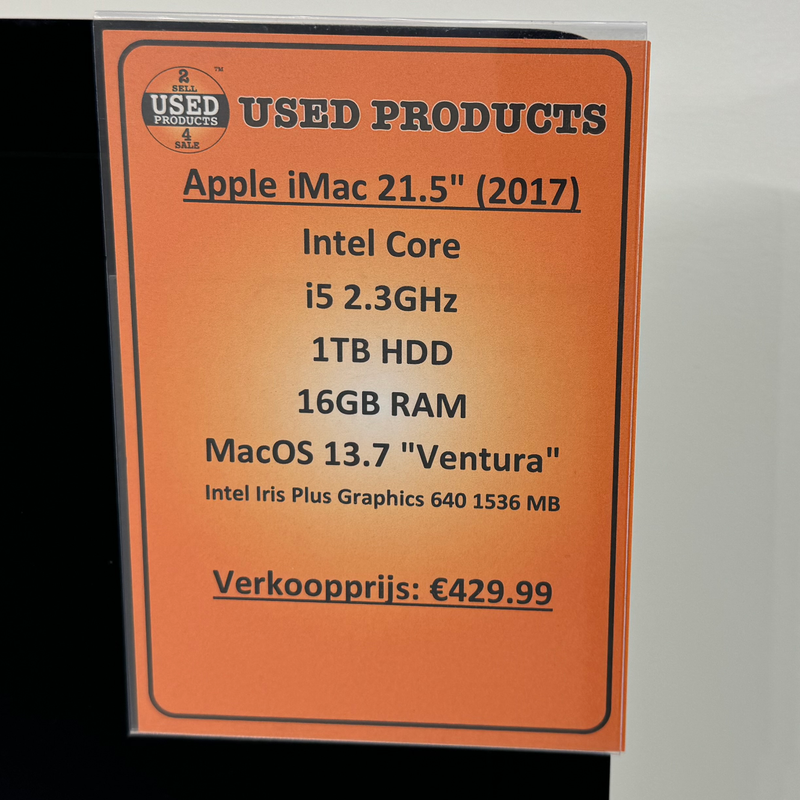 2
SELL
USED
PRODUCTS
4
SALE
™
USED PRODUCTS
Apple iMac 21.5" (2017)
Intel Core
i5 2.3GHz
1TB HDD
16GB RAM
MacOS 13.7 "Ventura"
Intel Iris Plus Graphics 640 1536 MB
Verkoopprijs: €429.99